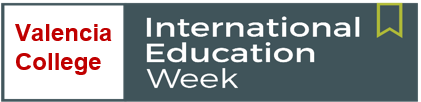 Valencia
College
International
Education
Week